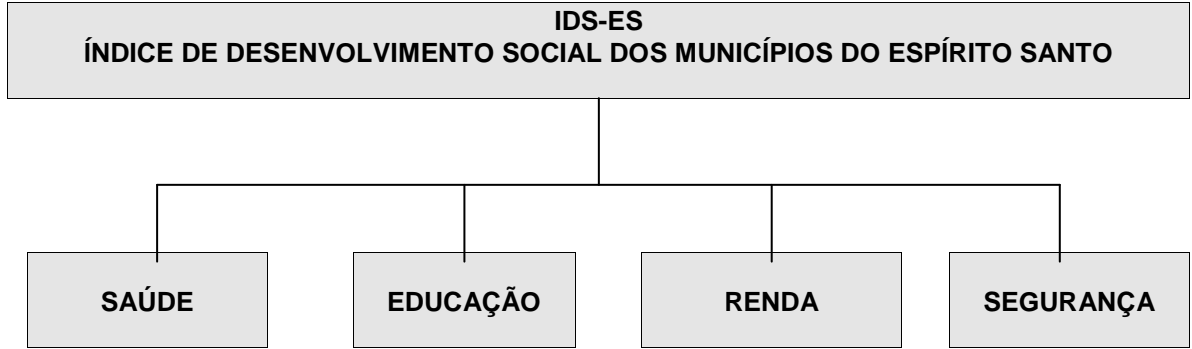 IDS-ES
ÍNDICE DE DESENVOLVIMENTO SOCIAL DOS MUNICÍPIOS DO ESPÍRITO SANTO
SAÚDE
EDUCAÇÃO
RENDA
SEGURANÇA